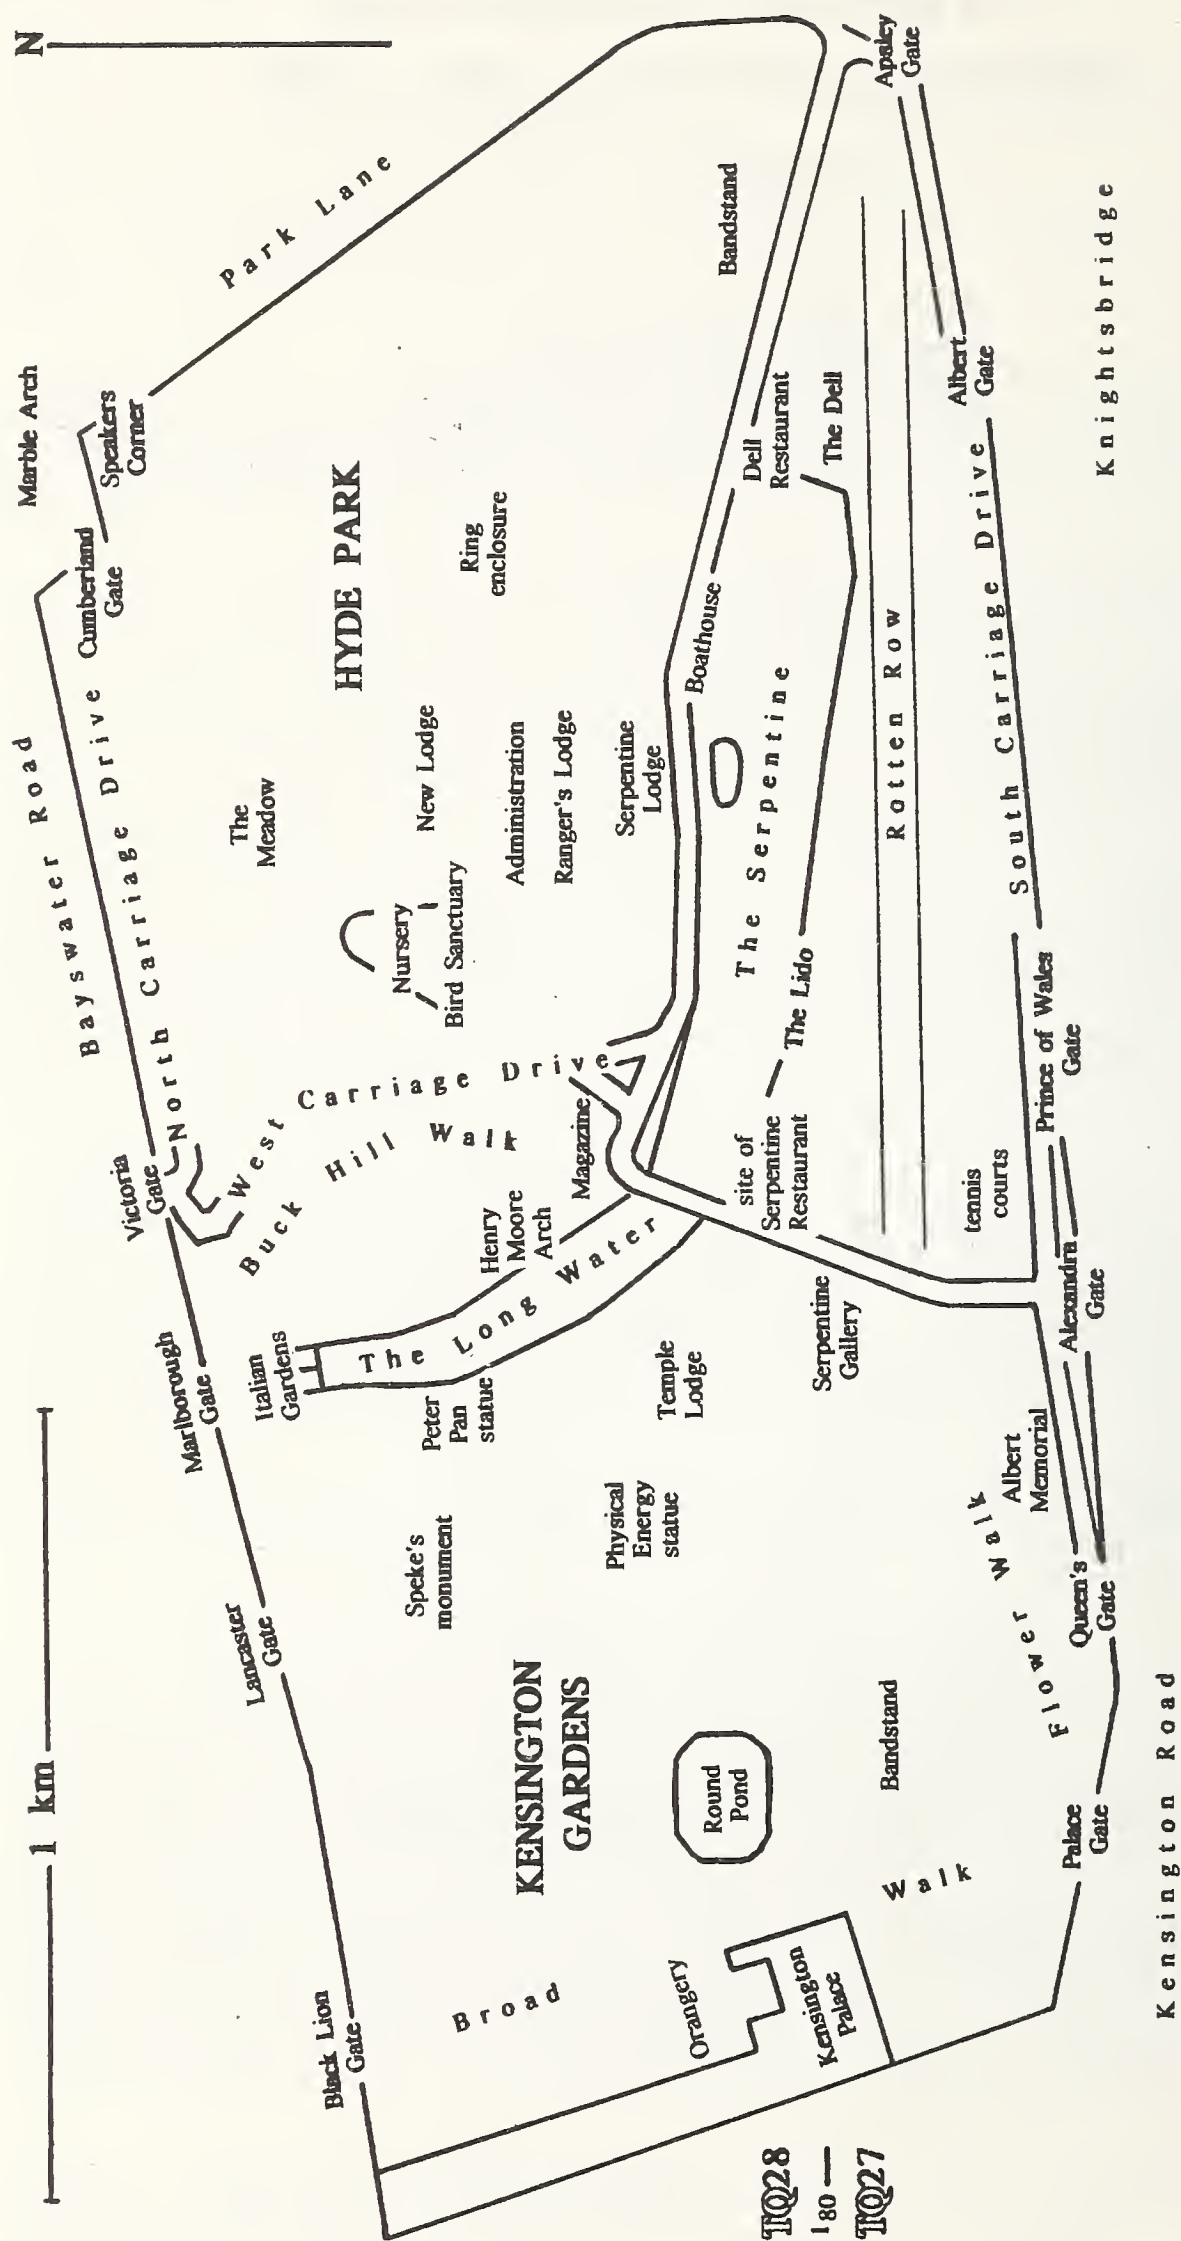 N
1 km
Marble Arch
Speakers
Corner
Park Lane
Bayswater Road
North Carriage Drive
Cumberland
Gate
Victoria
Gate
Marlborough
Gate
Lancaster
Gate
Black Lion
Gate
West Carriage Drive
Buck Hill Walk
The
Meadow
HYDE PARK
New Lodge
Nursery
Bird Sanctuary
Ring
enclosure
Administration
Ranger's Lodge
Serpentine
Lodge
Magazine
Henry
Moore
Arch
Italian
Gardens
The Long Water
Peter
Pan
statue
Speke's
monument
KENSINGTON
GARDENS
Physical
Energy
statue
Temple
Lodge
Boathouse
Bandstand
Dell
Restaurant
The Dell
The Serpentine
The Lido
site of
Serpentine
Restaurant
Serpentine
Gallery
Round
Pond
Bandstand
Broad
Walk
Orangery
Kensington
Palace
Rotten Row
South Carriage Drive
tennis
courts
Apsley
Gate
Albert
Gate
Prince of Wales
Gate
Alexandra
Gate
Albert
Memorial
Flower Walk
Queen's
Gate
Palace
Gate
Knightsbridge
Kensington Road
TQ28
180
TQ27